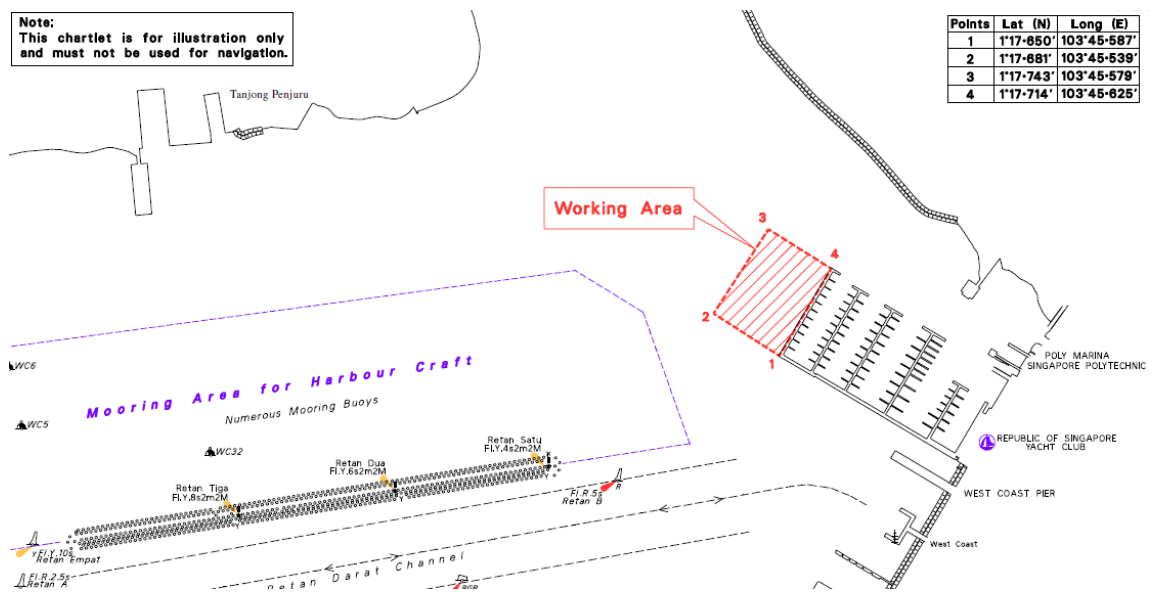 Note:
This chartlet is for illustration only
and must not be used for navigation.
Points Lat (N) Long (E)
1 1°17·650′ 103°45·587′
2 1°17·681′ 103°45·539′
3 1°17·743′ 103°45·579′
4 1°17·714′ 103°45·625′
Tanjong Penjuru
Working Area
3
4
2
1
POLY MARINA
SINGAPORE POLYTECHNIC
WC6
Mooring Area for Harbour Craft
Numerous Mooring Buoys
WC5
WC32
REPUBLIC OF SINGAPORE
YACHT CLUB
Retan Satu
Fl.Y.4s2m2M
Retan Dua
Fl.Y.6s2m2M
Retan Tiga
Fl.Y.8s2m2M
R
Fl.R.5s
Retan B
WEST COAST PIER
Y
Y
Y
Y Fl.Y.10s
Retan Empat
West Coast
Fl.R.2.5s
Retan A
Retan Darat Channel